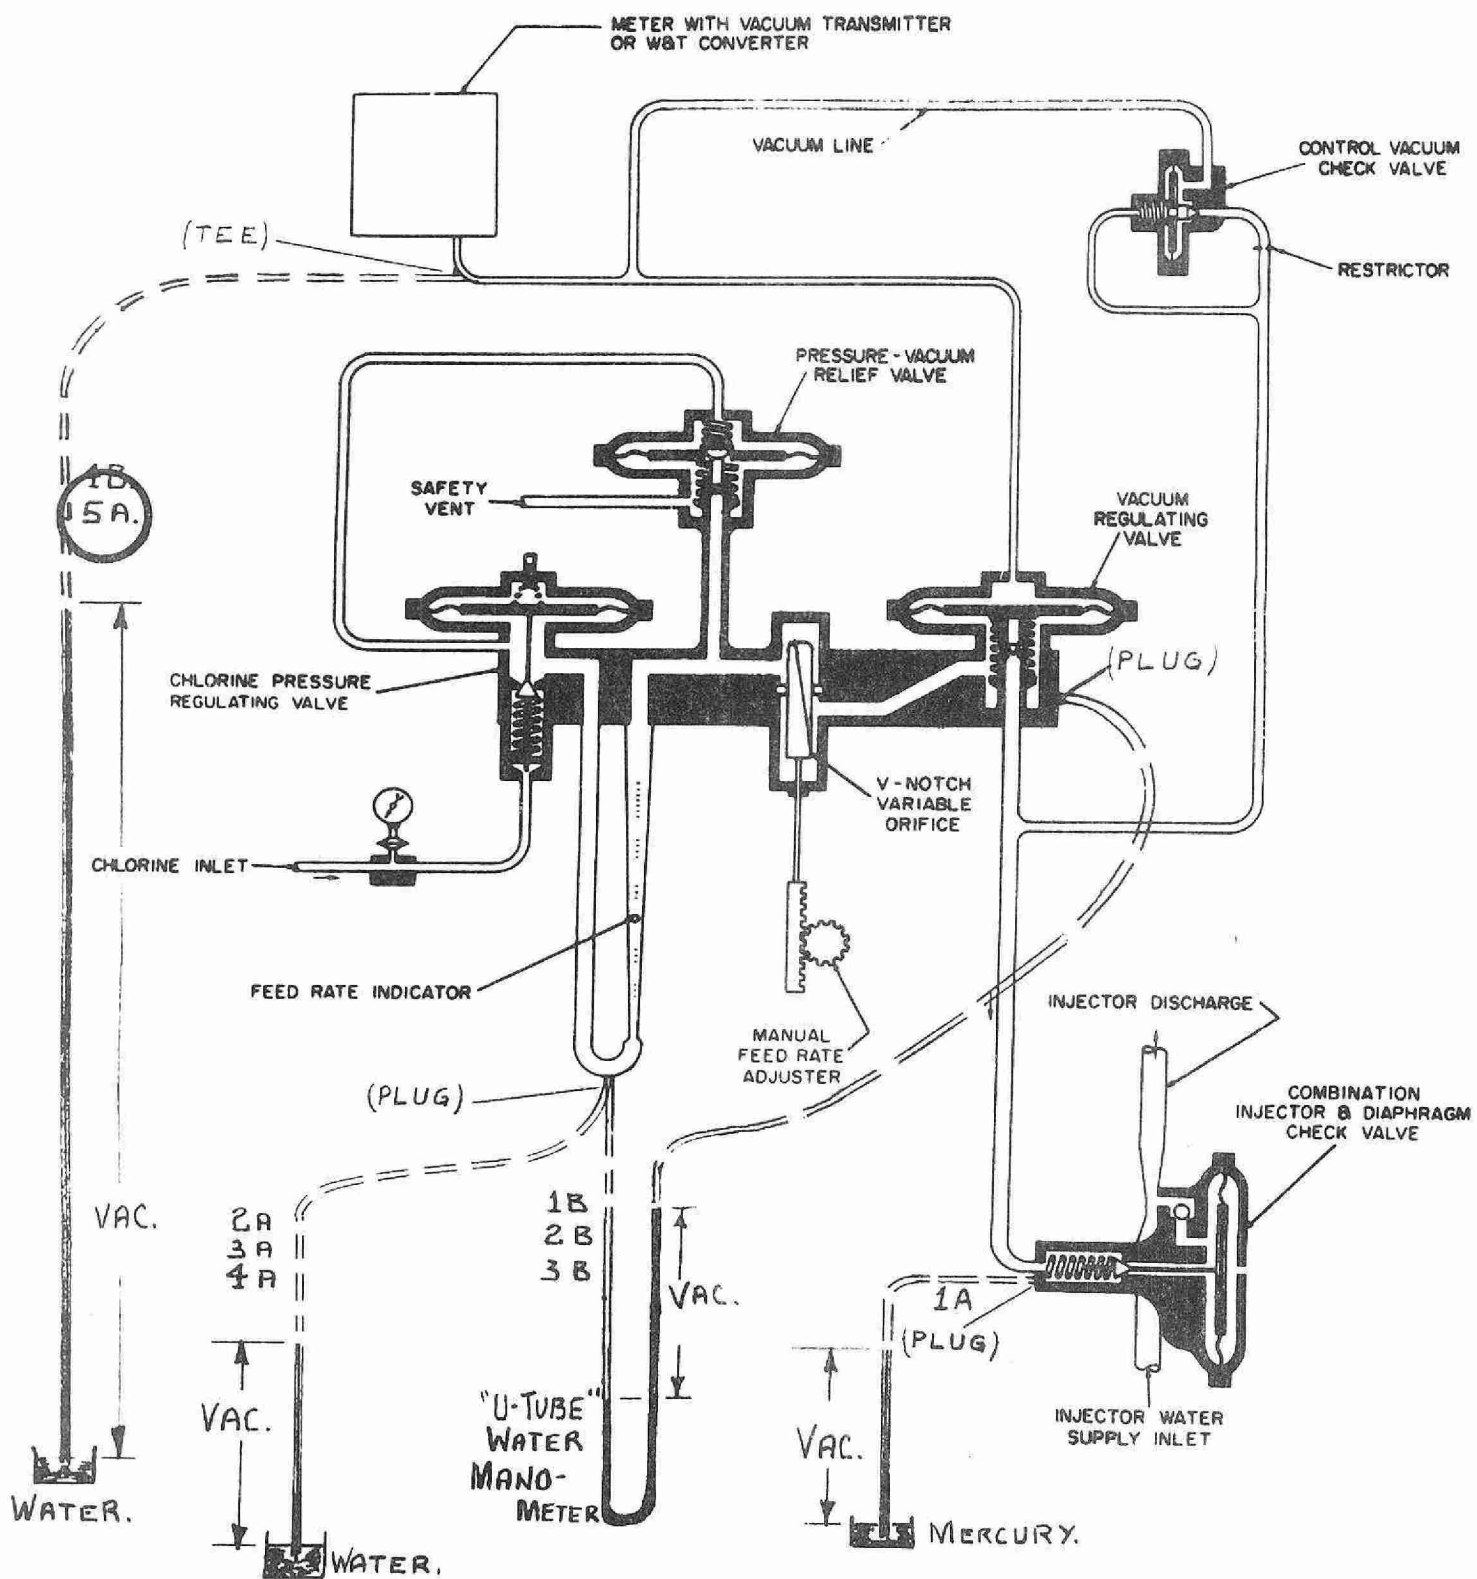 METER WITH VACUUM TRANSMITTER
OR W&T CONVERTER
VACUUM LINE
CONTROL VACUUM
CHECK VALVE
(TEE)
RESTRICTOR
PRESSURE-VACUUM
RELIEF VALVE
SAFETY
VENT
VACUUM
REGULATING
VALVE
5A.
(PLUG)
CHLORINE PRESSURE
REGULATING VALVE
V-NOTCH
VARIABLE
ORIFICE
CHLORINE INLET
FEED RATE INDICATOR
INJECTOR DISCHARGE
MANUAL
FEED RATE
ADJUSTER
(PLUG)
COMBINATION
INJECTOR & DIAPHRAGM
CHECK VALVE
VAC.
2A
3A
4A
1B
2B
3B
VAC.
1A
(PLUG)
"U-TUBE"
WATER
MANO-
METER
VAC.
VAC.
INJECTOR WATER
SUPPLY INLET
WATER.
WATER.
MERCURY.